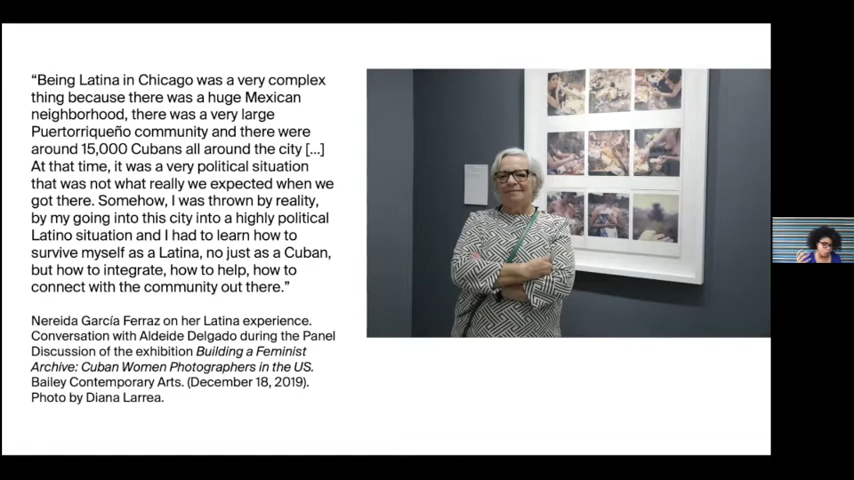 “Being Latina in Chicago was a very complex
thing because there was a huge Mexican
neighborhood, there was a very large
Puertorriqueño community and there were
around 15,000 Cubans all around the city [...]
At that time, it was a very political situation
that was not what really we expected when we
got there. Somehow, I was thrown by reality,
by my going into this city into a highly political
Latino situation and I had to learn how to
survive myself as a Latina, no just as a Cuban,
but how to integrate, how to help, how to
connect with the community out there.”
Nereida García Ferraz on her Latina experience.
Conversation with Aldeide Delgado during the Panel
Discussion of the exhibition Building a Feminist
Archive: Cuban Women Photographers in the US.
Bailey Contemporary Arts. (December 18, 2019).
Photo by Diana Larrea.